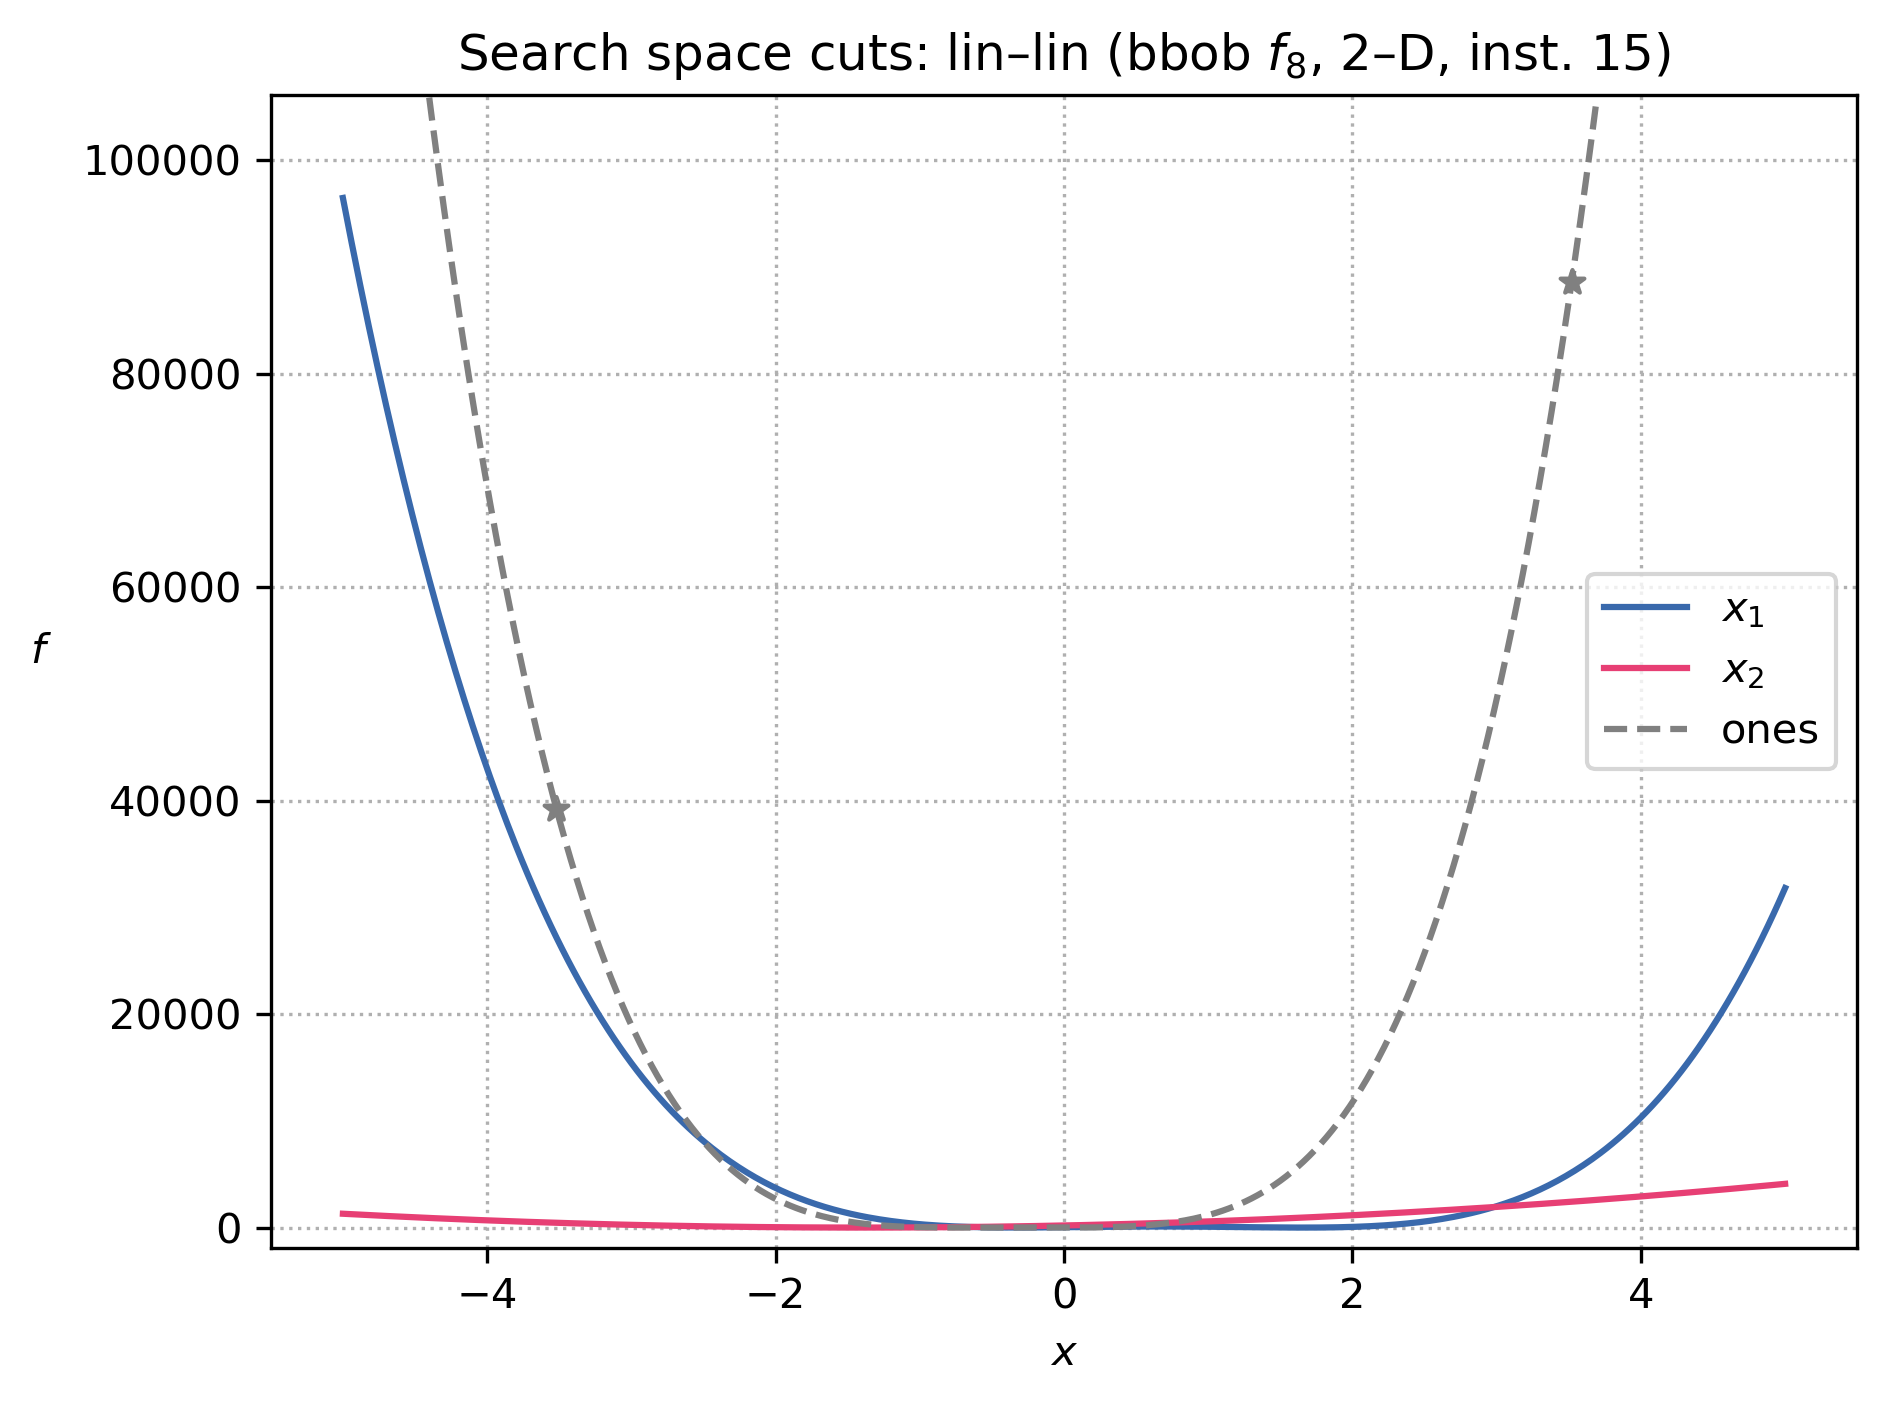 Search space cuts: lin–lin (bbob f₈, 2–D, inst. 15)
100000
80000
60000
40000
20000
0
f
x₁
x₂
ones
−4
−2
0
2
4
x